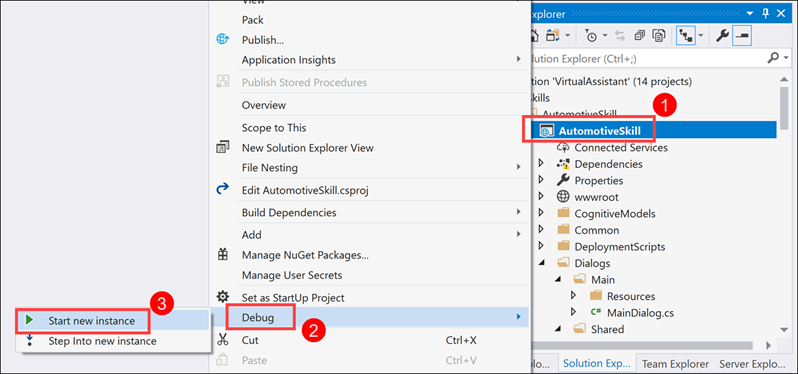 View
Pack
Publish...
Application Insights
Publish Stored Procedures
Overview
Scope to This
New Solution Explorer View
File Nesting
Edit AutomotiveSkill.csproj
Build Dependencies
Add
Manage NuGet Packages...
Manage User Secrets
Set as StartUp Project
Debug
2
Cut Ctrl+X
Paste Ctrl+V
3
Start new instance
Step Into new instance
xplorer
olution Explorer (Ctrl+;)
tion 'VirtualAssistant' (14 projects)
kills
AutomotiveSkill
1
AutomotiveSkill
Connected Services
Dependencies
Properties
wwwroot
CognitiveModels
Common
DeploymentScripts
Dialogs
Main
Resources
C# MainDialog.cs
Shared
plo...
Solution Exp...
Team Explorer
Server Explo...